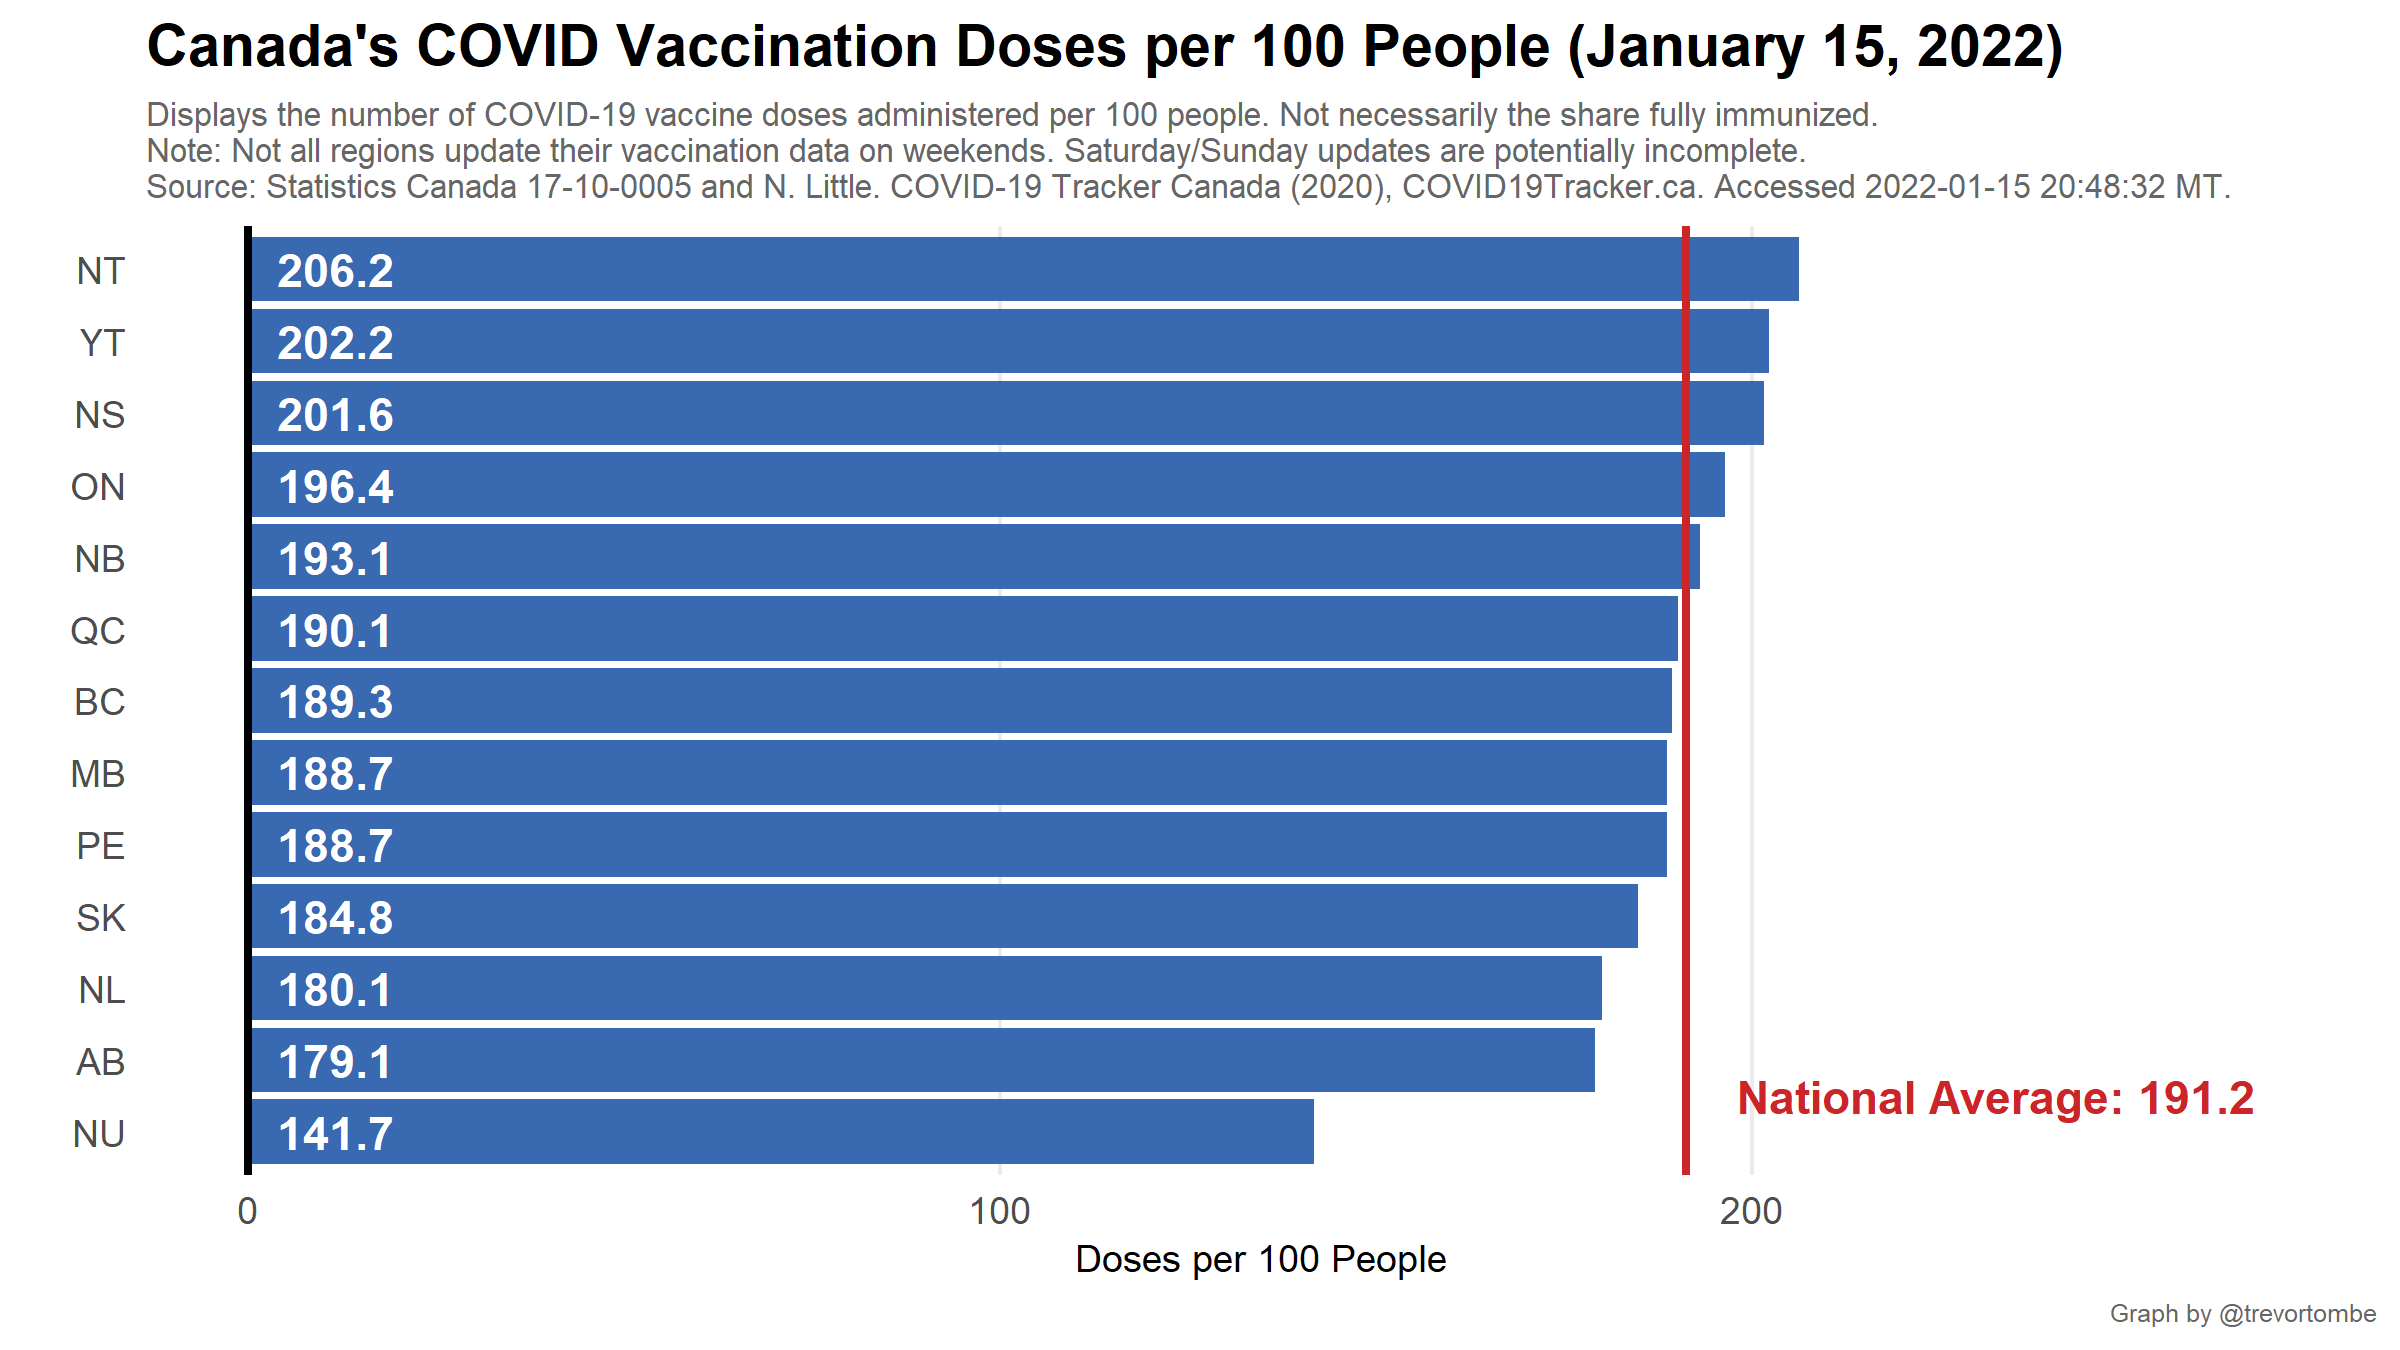 Canada's COVID Vaccination Doses per 100 People (January 15, 2022)
Displays the number of COVID-19 vaccine doses administered per 100 people. Not necessarily the share fully immunized.
Note: Not all regions update their vaccination data on weekends. Saturday/Sunday updates are potentially incomplete.
Source: Statistics Canada 17-10-0005 and N. Little. COVID-19 Tracker Canada (2020), COVID19Tracker.ca. Accessed 2022-01-15 20:48:32 MT.
NT 206.2
YT 202.2
NS 201.6
ON 196.4
NB 193.1
QC 190.1
BC 189.3
MB 188.7
PE 188.7
SK 184.8
NL 180.1
AB 179.1
National Average: 191.2
NU 141.7
0 100 200
Doses per 100 People
Graph by @trevortombe